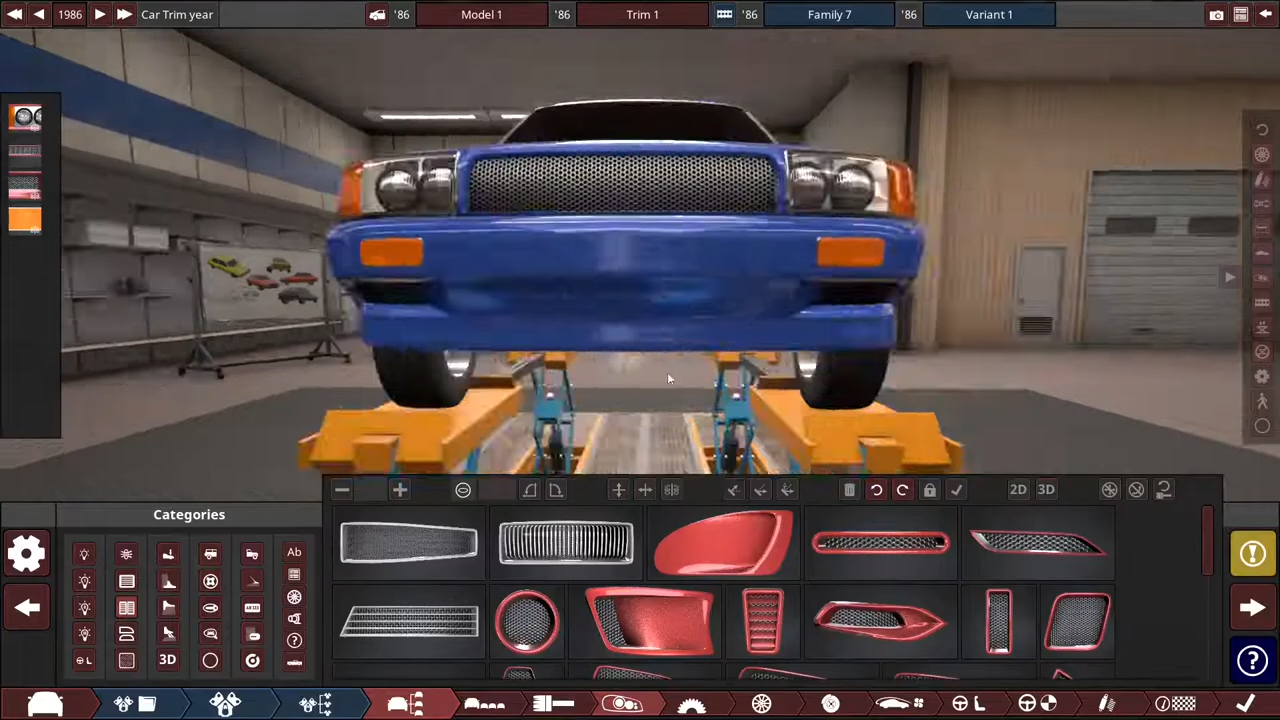 1986 Car Trim year '86 Model 1 '86 Trim 1 '86 Family 7 '86 Variant 1
2D 3D
Categories
Ab
L
3D
L